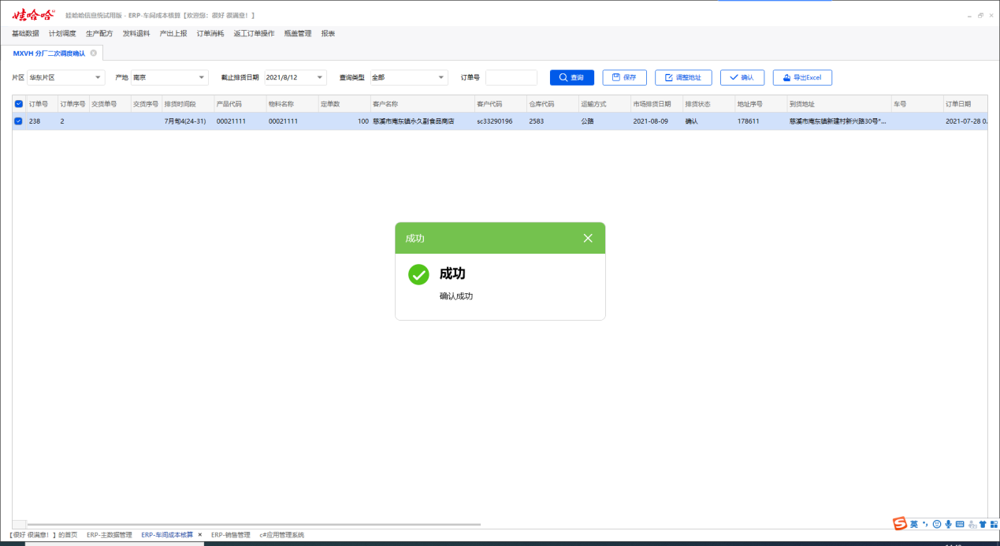 娃哈哈 娃哈哈信息统试用版 - ERP-车间成本核算【欢迎您：很好 很满意！】
基础数据 计划调度 生产配方 发料退料 产出上报 订单消耗 返工订单操作 瓶盖管理 报表
MXVH 分厂二次调度确认
片区 华东片区 产地 南京 截止排货日期 2021/8/12 查询类型 全部 订单号 查询 保存 调整地址 确认 导出Excel
订单号 订单序号 交货单号 交货序号 排货时间段 产品代码 物料名称 定单数 客户名称 客户代码 仓库代码 运输方式 市场排货日期 排货状态 地址序号 到货地址 车号 订单日期
238 2 7月旬4(24-31) 00021111 00021111 100 慈溪市庵东镇永久副食品商店 sc33290196 2583 公路 2021-08-09 确认 178611 慈溪市庵东镇新建村新兴路30号*... 2021-07-28 0.
成功
成功
确认成功
英
【很好 很满意！】的首页 ERP-主数据管理 ERP-车间成本核算 × ERP-销售管理 c#应用管理系统